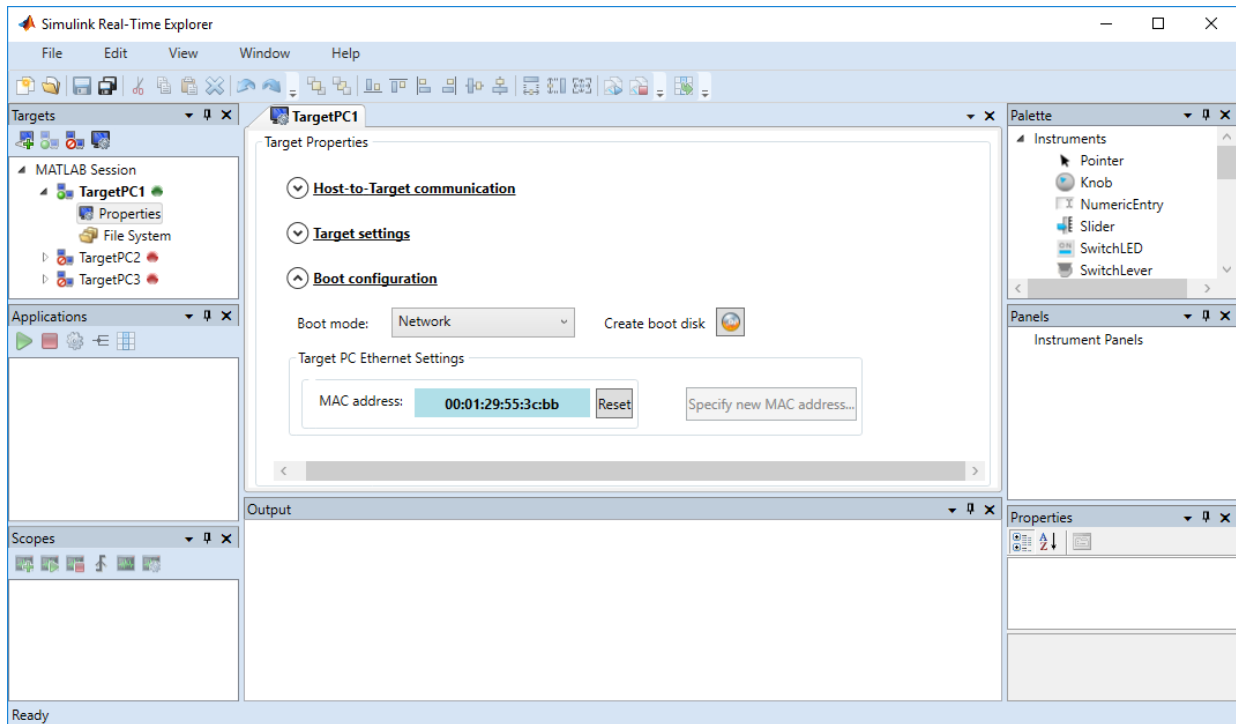 Simulink Real-Time Explorer
File Edit View Window Help
Targets
MATLAB Session
TargetPC1
Properties
File System
TargetPC2
TargetPC3
Applications
Scopes
TargetPC1
Target Properties
Host-to-Target communication
Target settings
Boot configuration
Boot mode: Network Create boot disk
Target PC Ethernet Settings
MAC address: 00:01:29:55:3c:bb Reset Specify new MAC address...
Output
Palette
Instruments
Pointer
Knob
NumericEntry
Slider
ON SwitchLED
SwitchLever
Panels
Instrument Panels
Properties
Ready